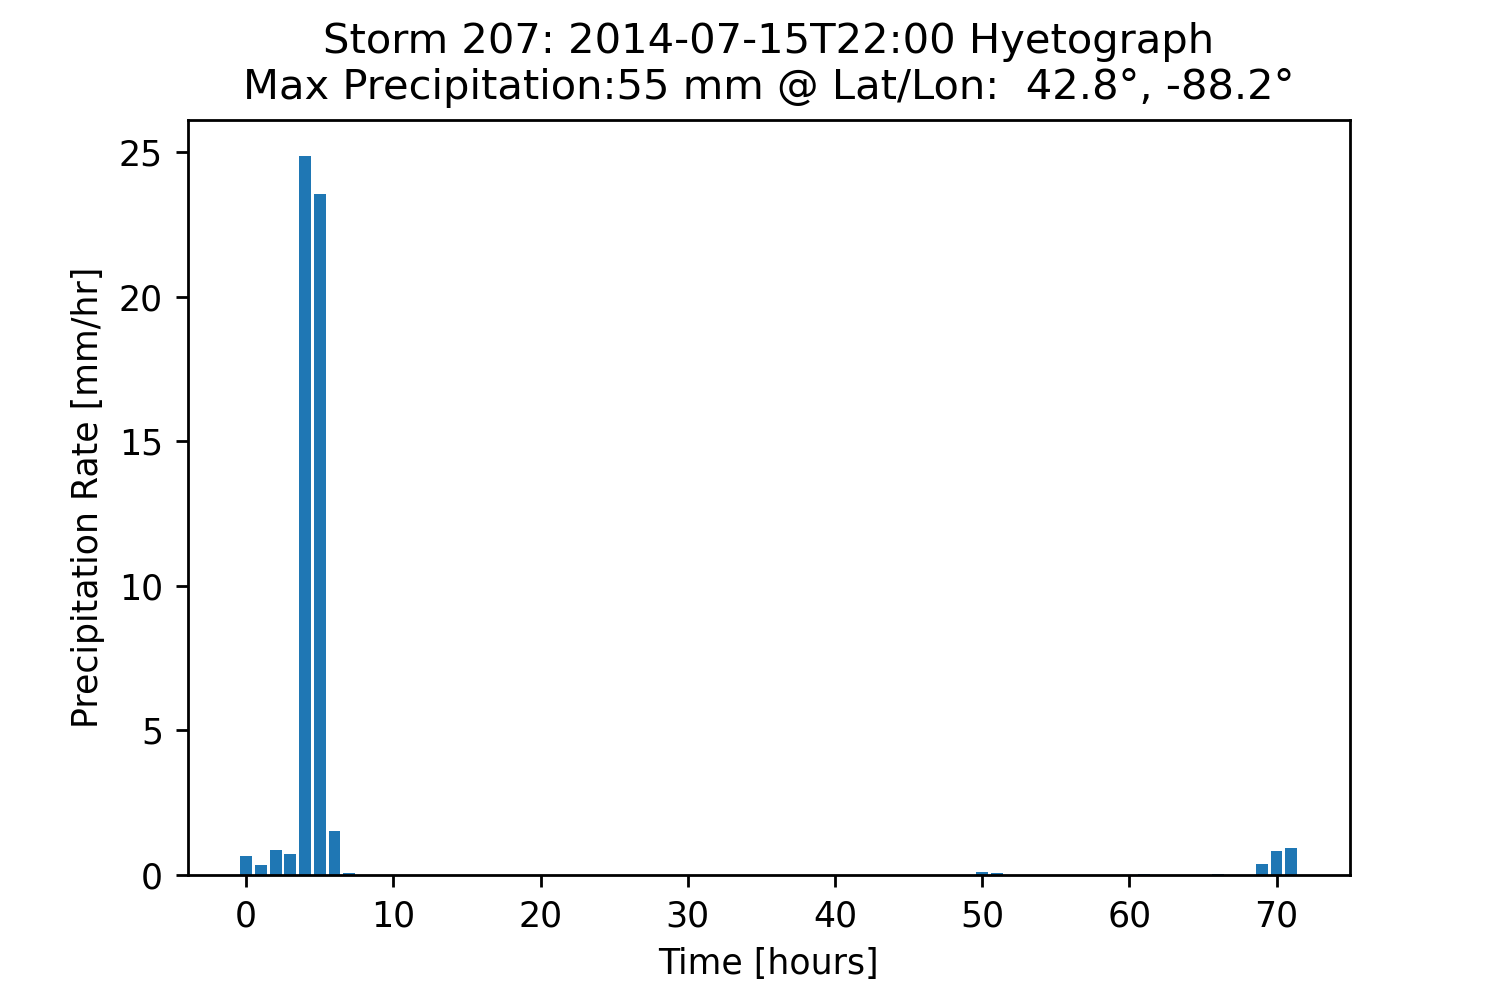 Storm 207: 2014-07-15T22:00 Hyetograph
Max Precipitation:55 mm @ Lat/Lon:  42.8°, -88.2°
25
20
15
10
5
0
Precipitation Rate [mm/hr]
0 10 20 30 40 50 60 70
Time [hours]